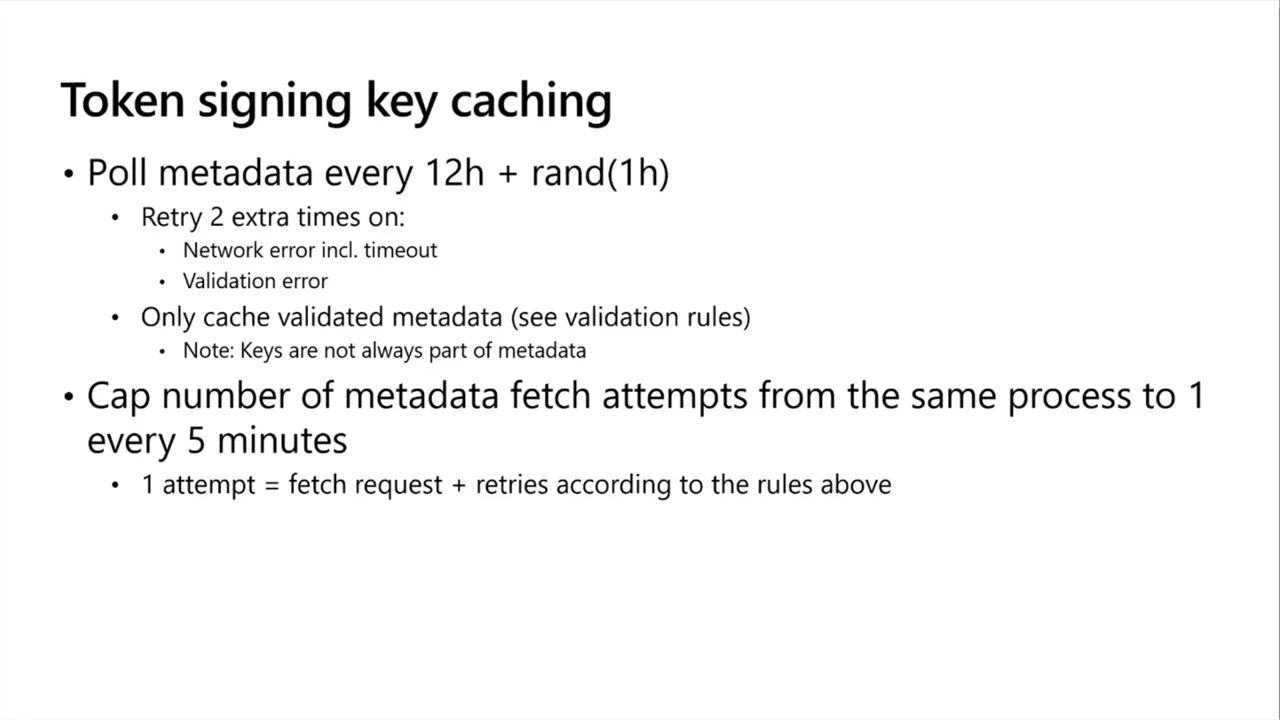 Token signing key caching
• Poll metadata every 12h + rand(1h)
• Retry 2 extra times on:
• Network error incl. timeout
• Validation error
• Only cache validated metadata (see validation rules)
• Note: Keys are not always part of metadata
• Cap number of metadata fetch attempts from the same process to 1
every 5 minutes
• 1 attempt = fetch request + retries according to the rules above